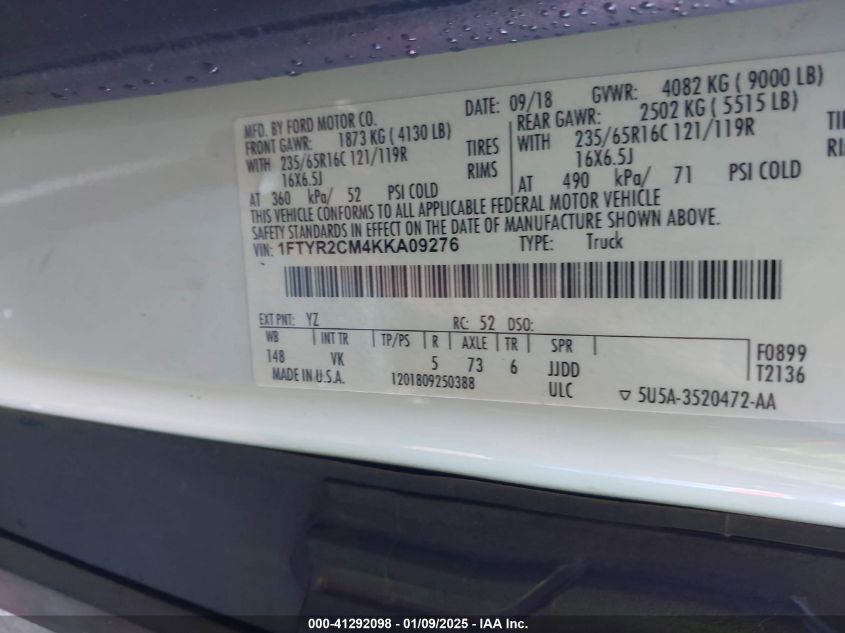 MFD. BY FORD MOTOR CO. DATE: 09/18 GVWR: 4082 KG ( 9000 LB)
FRONT GAWR: 1873 KG ( 4130 LB) REAR GAWR: 2502 KG ( 5515 LB)
WITH 235/65R16C 121/119R TIRES WITH 235/65R16C 121/119R
16X6.5J RIMS 16X6.5J
AT 360 kPa/ 52 PSI COLD AT 490 kPa/ 71 PSI COLD
THIS VEHICLE CONFORMS TO ALL APPLICABLE FEDERAL MOTOR VEHICLE
SAFETY STANDARDS IN EFFECT ON THE DATE OF MANUFACTURE SHOWN ABOVE.
VIN: 1FTYR2CM4KKA09276 TYPE: Truck
EXT PNT: YZ RC: 52 DSO:
WB INT TR TP/PS R AXLE TR SPR F0899
148 VK 5 73 6 JJDD T2136
MADE IN U.S.A. 1201809250388 ULC ▽ 5U5A-3520472-AA
000-41292098 - 01/09/2025 - IAA Inc.